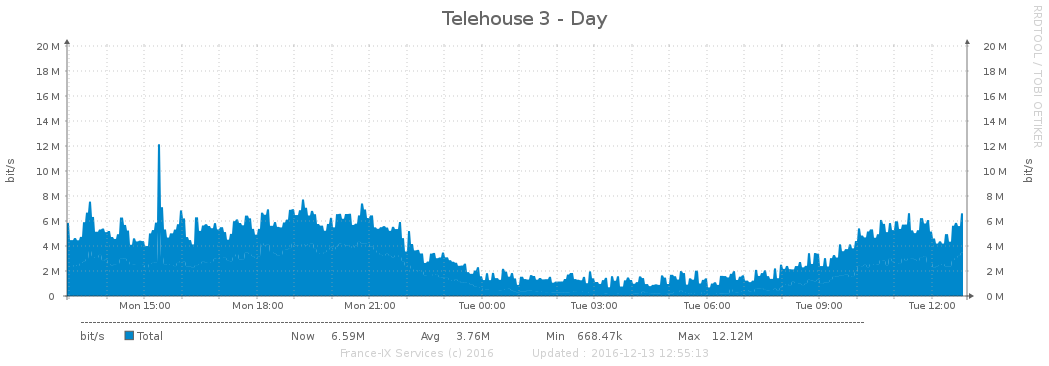 Telehouse 3 - Day
RRDTOOL / TOBI OETIKER
bit/s
20 M
18 M
16 M
14 M
12 M
10 M
8 M
6 M
4 M
2 M
0
20 M
18 M
16 M
14 M
12 M
10 M
8 M
6 M
4 M
2 M
0 M
bit/s
Mon 15:00 Mon 18:00 Mon 21:00 Tue 00:00 Tue 03:00 Tue 06:00 Tue 09:00 Tue 12:00
bit/s Total Now 6.59M Avg 3.76M Min 668.47k Max 12.12M
France-IX Services (c) 2016 Updated : 2016-12-13 12:55:13